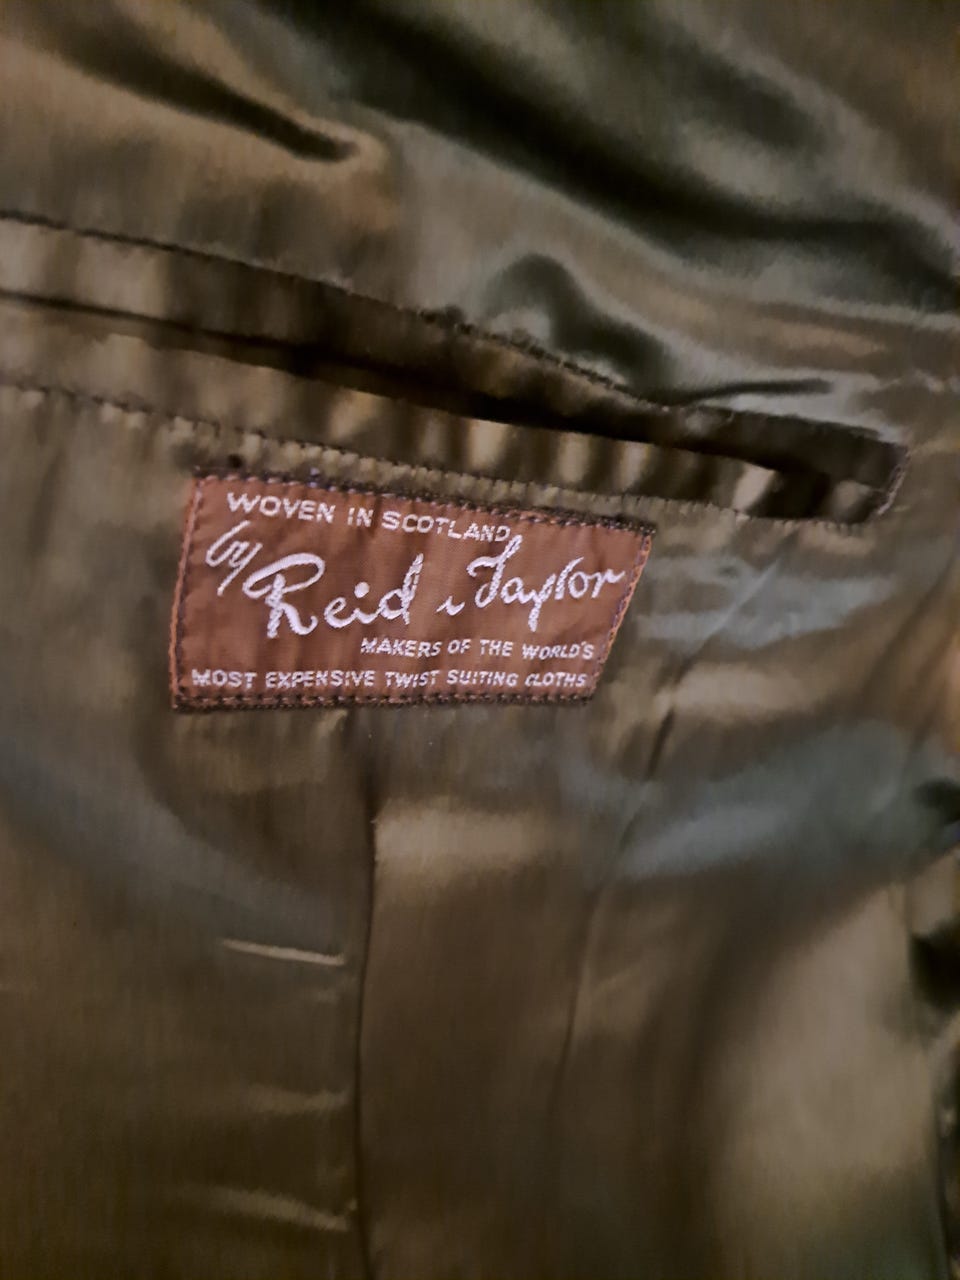 WOVEN IN SCOTLAND
by Reid & Taylor
MAKERS OF THE WORLD'S
MOST EXPENSIVE TWIST SUITING CLOTHS